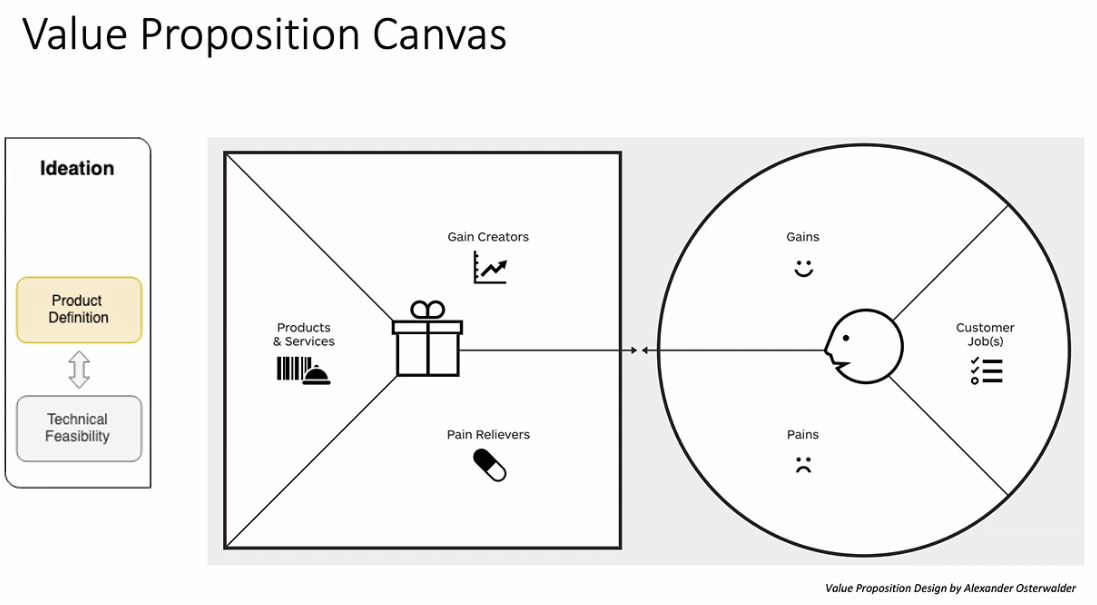 Value Proposition Canvas
Ideation
Product
Definition
Technical
Feasibility
Gain Creators
Products
& Services
Pain Relievers
Gains
Customer
Job(s)
Pains
Value Proposition Design by Alexander Osterwalder